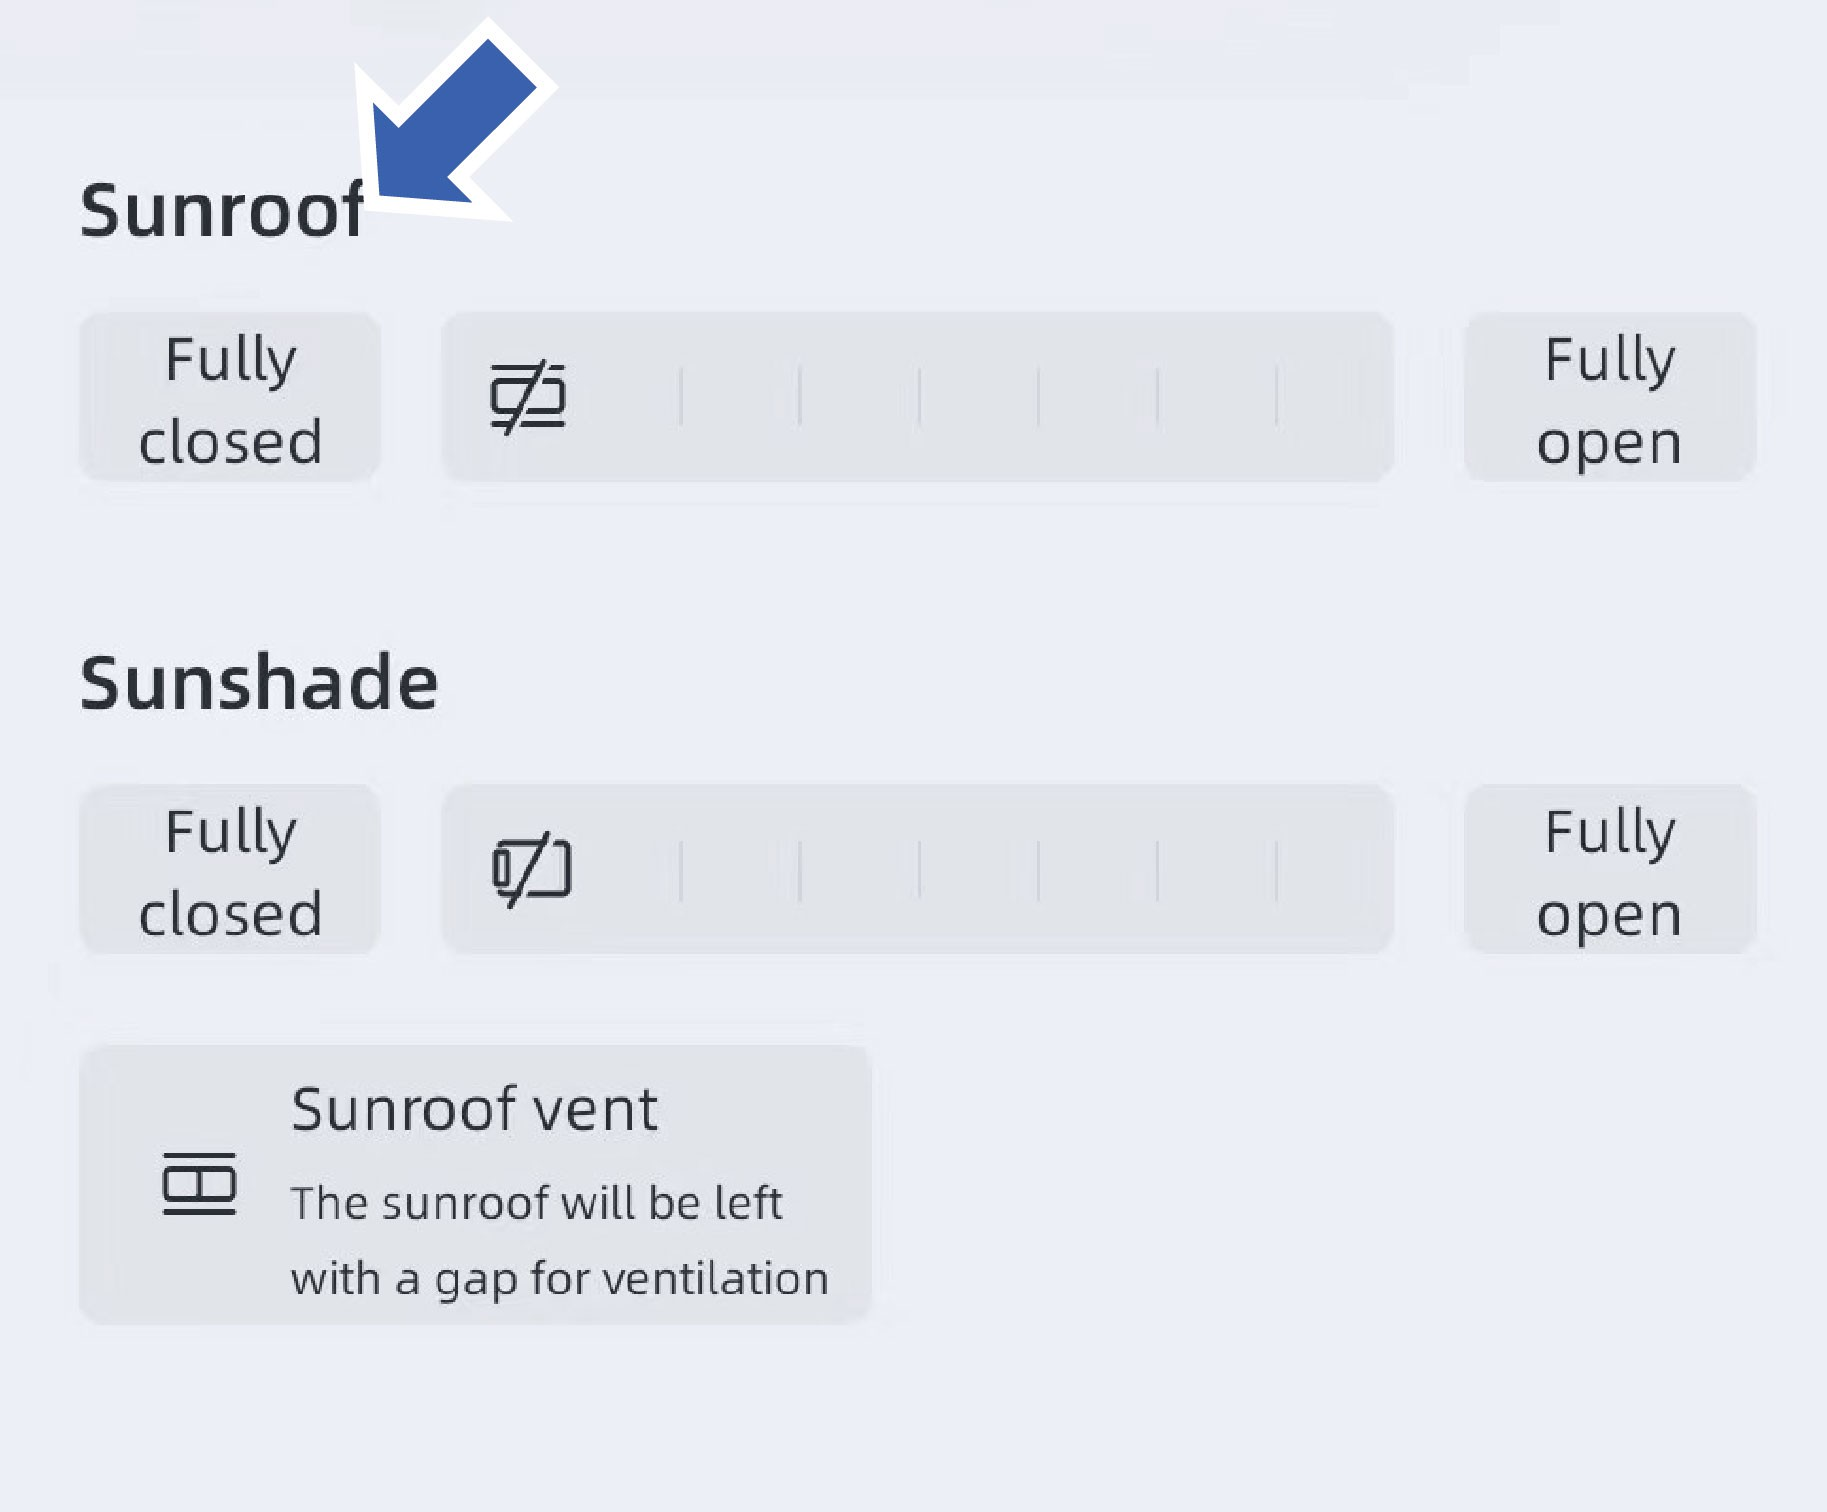 Sunroof
Fully
closed
Fully
open
Sunshade
Fully
closed
Fully
open
Sunroof vent
The sunroof will be left
with a gap for ventilation